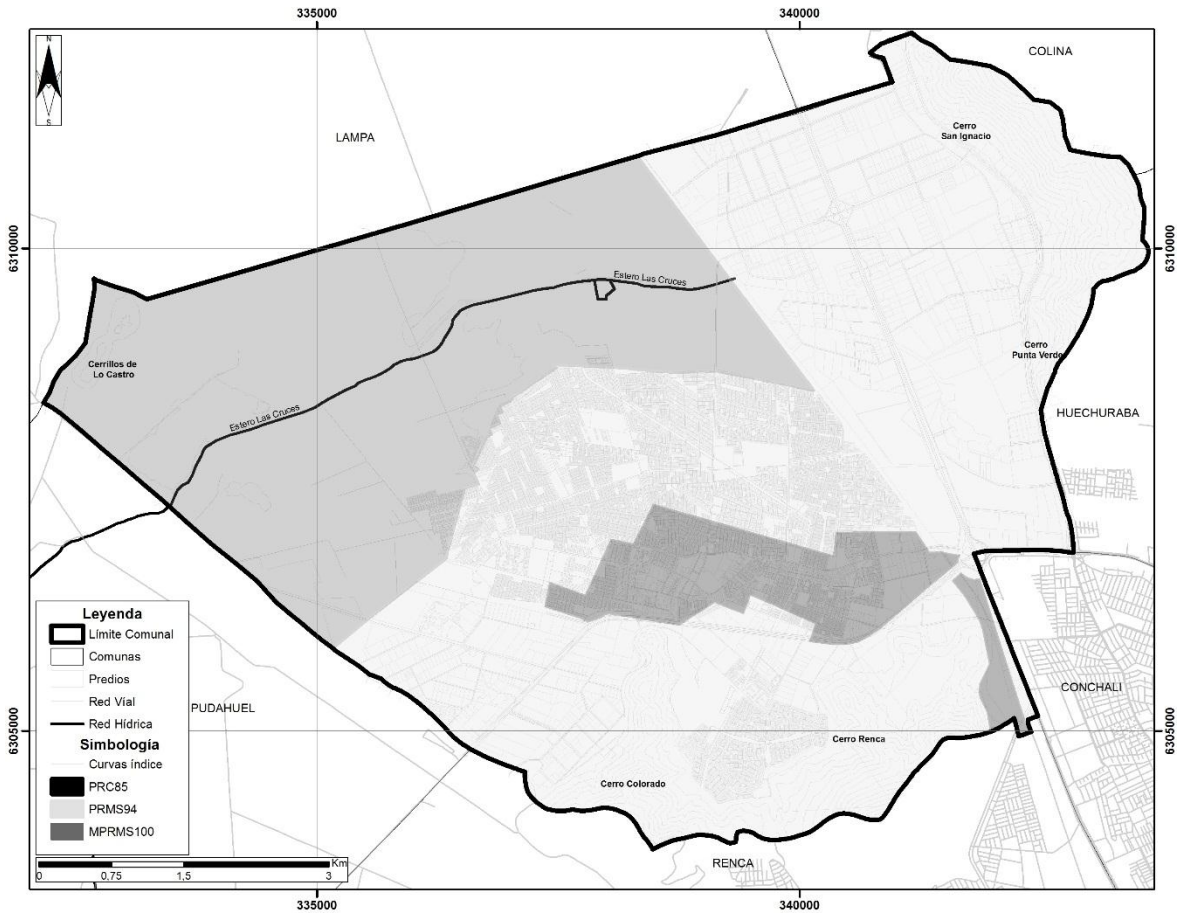 335000
340000
N
S
COLINA
LAMPA
Cerro
San Ignacio
6310000
6310000
Estero Las Cruces
Cerrillos de
Lo Castro
Cerro
Punta Verde
HUECHURABA
Estero Las Cruces
Leyenda
Límite Comunal
Comunas
Predios
Red Víal
Red Hídrica
Simbología
Curvas índice
PRC85
PRMS94
MPRMS100
PUDAHUEL
CONCHALI
6305000
6305000
Cerro Renca
Cerro Colorado
RENCA
Km
0 0,75 1,5 3
335000
340000